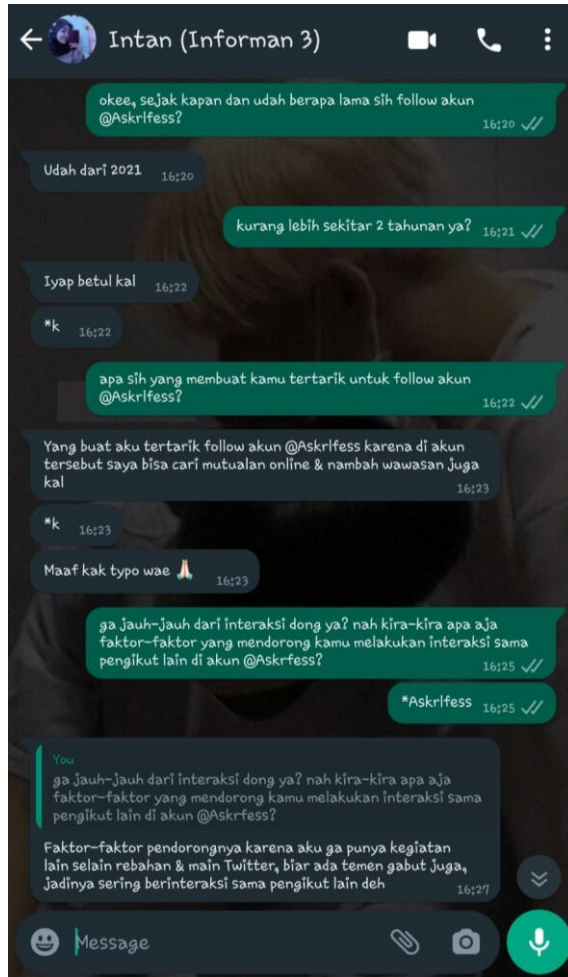 Intan (Informan 3)
okee, sejak kapan dan udah berapa lama sih follow akun
@Askrlfess?
16:20
Udah dari 2021
16:20
kurang lebih sekitar 2 tahunan ya?
16:21
Iyap betul kal
16:22
*k
16:22
apa sih yang membuat kamu tertarik untuk follow akun
@Askrlfess?
16:22
Yang buat aku tertarik follow akun @Askrlfess karena di akun
tersebut saya bisa cari mutualan online & nambah wawasan juga
kal
16:23
*k
16:23
Maaf kak typo wae 🙏🏻
16:23
ga jauh-jauh dari interaksi dong ya? nah kira-kira apa aja
faktor-faktor yang mendorong kamu melakukan interaksi sama
pengikut lain di akun @Askrfess?
16:25
*Askrlfess
16:25
You
ga jauh-jauh dari interaksi dong ya? nah kira-kira apa aja
faktor-faktor yang mendorong kamu melakukan interaksi sama
pengikut lain di akun @Askrfess?
Faktor-faktor pendorongnya karena aku ga punya kegiatan
lain selain rebahan & main Twitter, biar ada temen gabut juga,
jadinya sering berinteraksi sama pengikut lain deh
16:27
Message